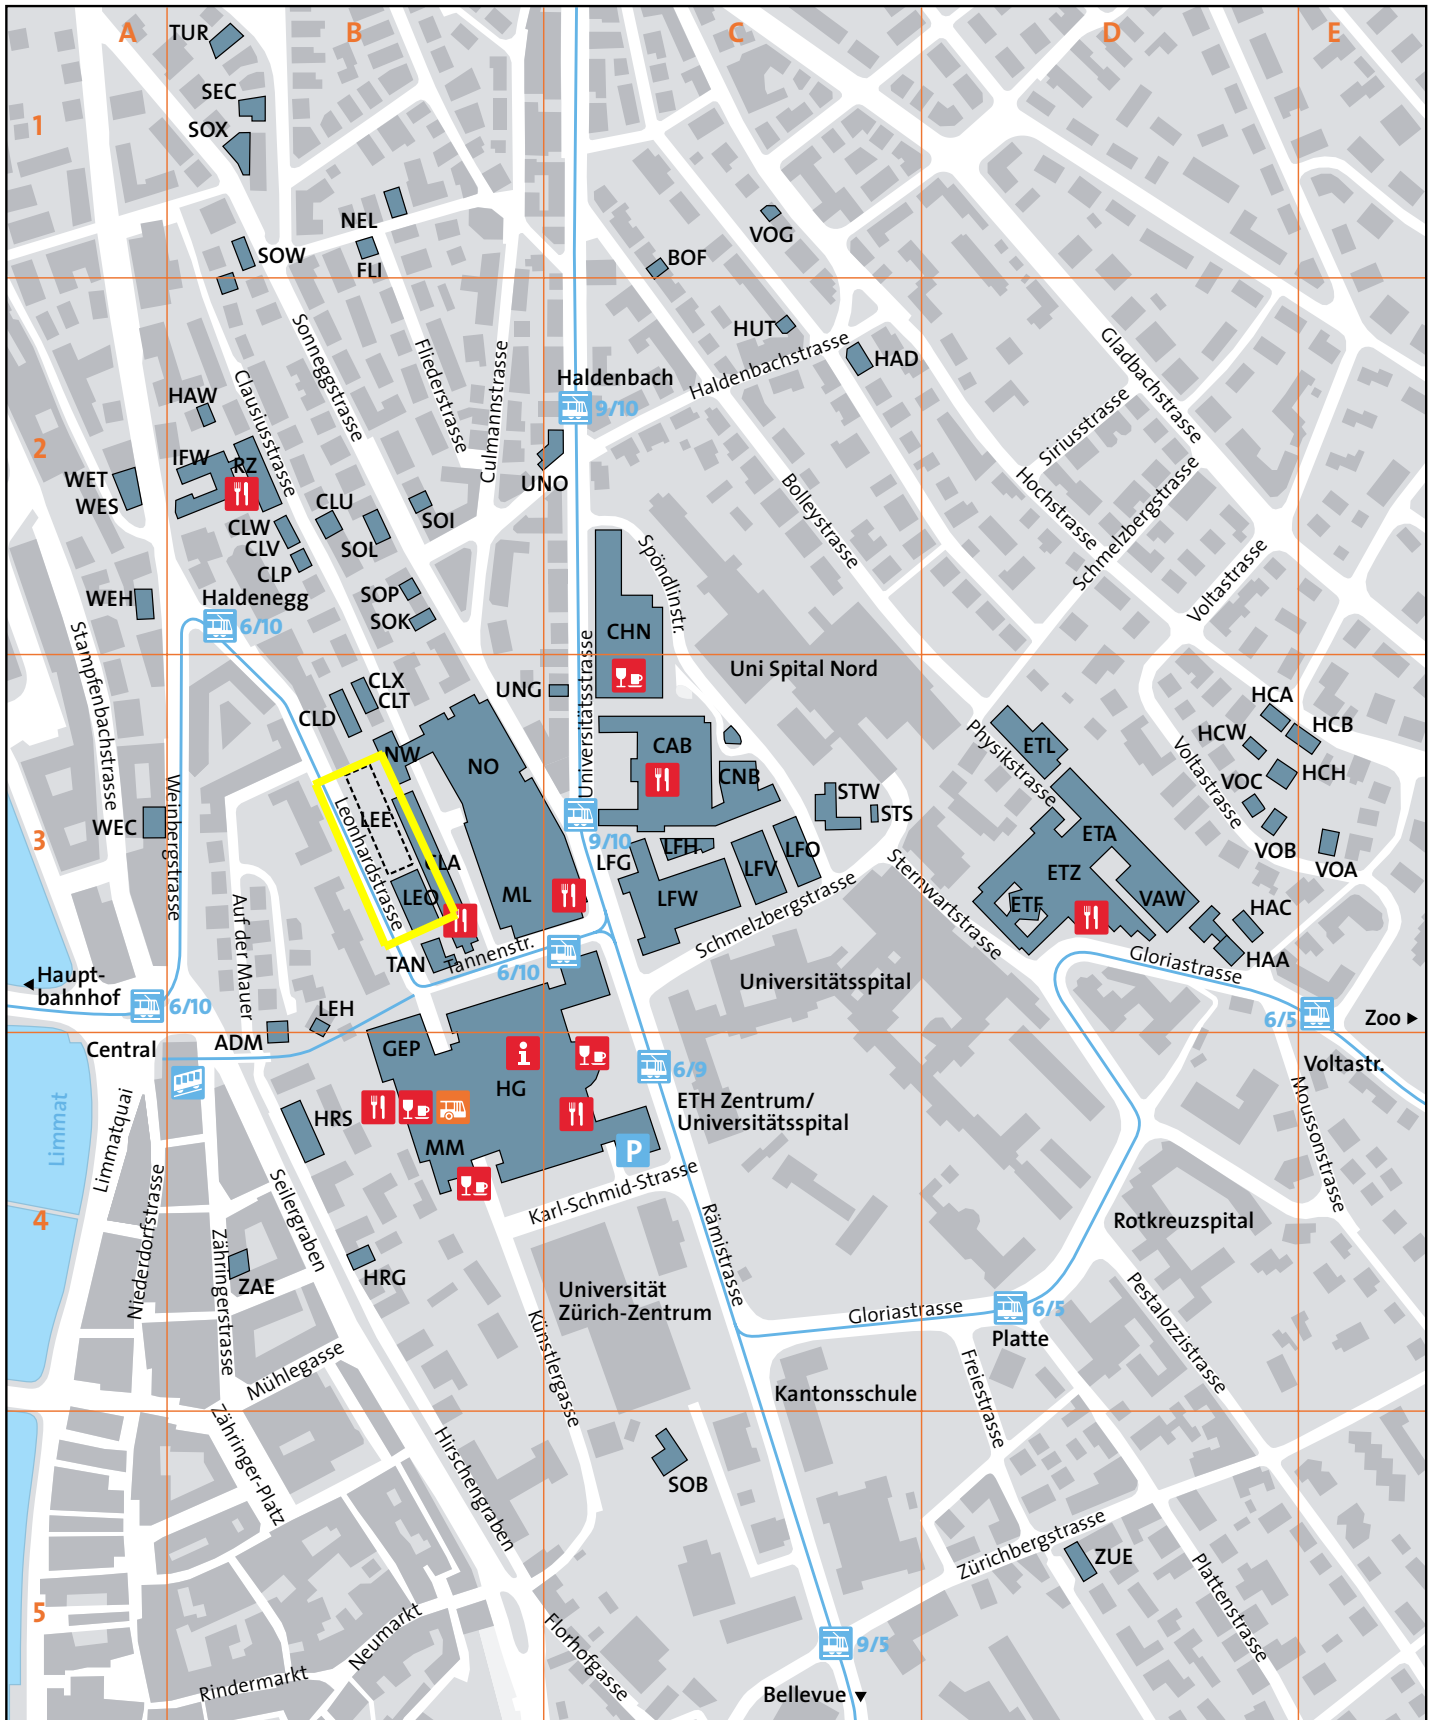 A
B
C
D
E
TUR
1
SEC
SOX
NEL
SOW
FLI
VOG
BOF
HUT
HAD
Haldenbachstrasse
Haldenbach
9/10
Sonneggstrasse
Fliederstrasse
Culmannstrasse
Clausiusstrasse
Gladbachstrasse
Siriusstrasse
Hochstrasse
Schmelzbergstrasse
2
HAW
IFW
RZ
WET
WES
UNO
CLU
SOI
CLW
CLV
SOL
CLP
Bolleystrasse
Spöndlinstr.
Voltastrasse
WEH
Haldenegg
6/10
SOP
SOK
CHN
Stampfenbachstrasse
Universitätsstrasse
Uni Spital Nord
UNG
CLX
CLT
CLD
NW
NO
CAB
CNB
STW
STS
Physikstrasse
ETL
HCA
HCB
HCW
HCH
VOC
VOB
VOA
Voltastrasse
3
WEC
Weinbergstrasse
LEE
Leonhardstrasse
CLA
LEO
ML
9/10
LFG
LFH
LFW
LFV
LFO
ETA
ETZ
ETF
VAW
HAC
HAA
Sternwartstrasse
Schmelzbergstrasse
Auf der Mauer
TAN
Tannenstr.
6/10
Universitätsspital
Gloriastrasse
Haupt-
bahnhof
6/10
LEH
ADM
Central
6/5
Zoo
Voltastr.
GEP
HG
6/9
ETH Zentrum/
Universitätsspital
HRS
MM
P
Limmat
Limmatquai
Moussonstrasse
Karl-Schmid-Strasse
4
Niederdorfstrasse
Zähringerstrasse
Seilergraben
Rämistrasse
Rotkreuzspital
ZAE
HRG
Universität
Zürich-Zentrum
Gloriastrasse
6/5
Platte
Pestalozzistrasse
Künstlergasse
Mühlegasse
Freiestrasse
Kantonsschule
Zähringer-Platz
Hirschengraben
SOB
Zürichbergstrasse
ZUE
Plattenstrasse
5
Neumarkt
Florhofgasse
Rindermarkt
9/5
Bellevue